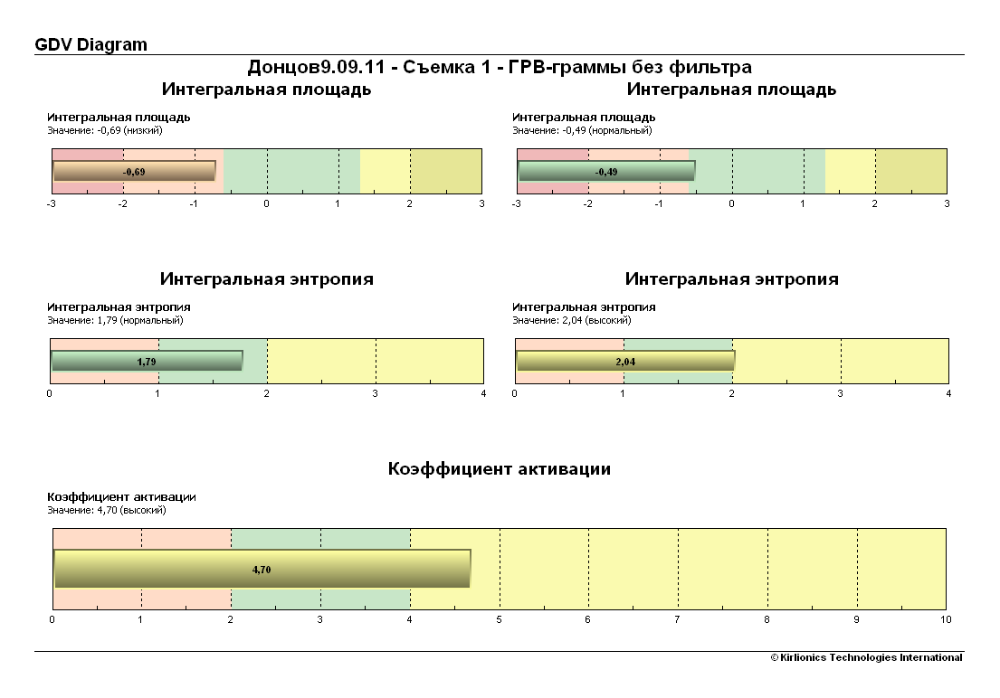 GDV Diagram
Донцов9.09.11 - Съемка 1 - ГРВ-граммы без фильтра
Интегральная площадь
Интегральная площадь
Значение: -0,69 (низкий)
-0,69
-3 -2 -1 0 1 2 3
Интегральная площадь
Интегральная площадь
Значение: -0,49 (нормальный)
-0,49
-3 -2 -1 0 1 2 3
Интегральная энтропия
Интегральная энтропия
Значение: 1,79 (нормальный)
1,79
0 1 2 3 4
Интегральная энтропия
Интегральная энтропия
Значение: 2,04 (высокий)
2,04
0 1 2 3 4
Коэффициент активации
Коэффициент активации
Значение: 4,70 (высокий)
4,70
0 1 2 3 4 5 6 7 8 9 10
© Kirlionics Technologies International